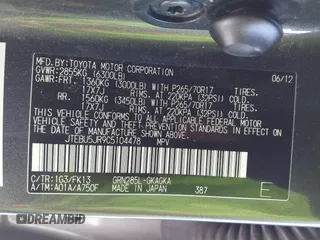 MFD.BY:TOYOTA MOTOR CORPORATION 06/12
GVWR:2855KG (6300LB)
GAWR:FRT. 1360KG (3000LB) WITH P265/70R17
17X7J RIMS, AT 220KPA (32PSI) COLD TIRES.
RR. 1560KG (3450LB) WITH P265/70R17
17X7J RIMS, AT 220KPA (32PSI) COLD TIRES.
THIS VEHICLE CONFORMS TO ALL APPLICABLE FEDERAL MOTOR
VEHICLE SAFETY AND THEFT PREVENTION STANDARDS IN EFFECT
ON THE DATE OF MANUFACTURE SHOWN ABOVE.
JTEBU5JR9C5104478 MPV
C/TR:1G3/FK13 GRN285L-GKAGKA
A/TM:A01A/A750F MADE IN JAPAN 387 E